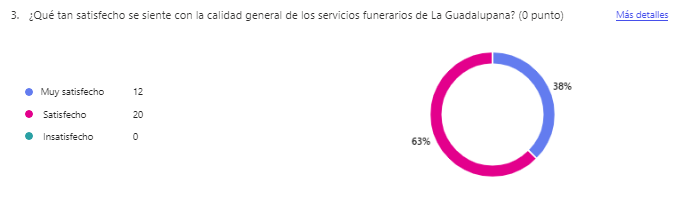 3. ¿Qué tan satisfecho se siente con la calidad general de los servicios funerarios de La Guadalupana? (0 punto)
Más detalles
Muy satisfecho 12
Satisfecho 20
Insatisfecho 0
38%
63%